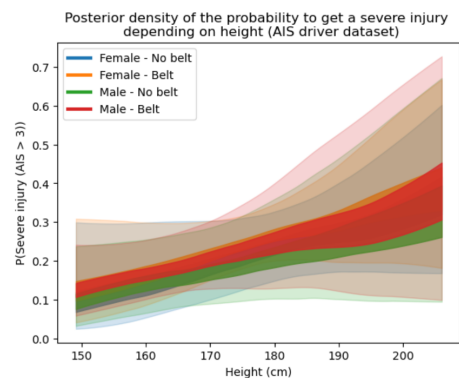 Posterior density of the probability to get a severe injury
depending on height (AIS driver dataset)
Female - No belt
Female - Belt
Male - No belt
Male - Belt
P(Severe injury (AIS > 3))
0.7
0.6
0.5
0.4
0.3
0.2
0.1
0.0
150 160 170 180 190 200
Height (cm)